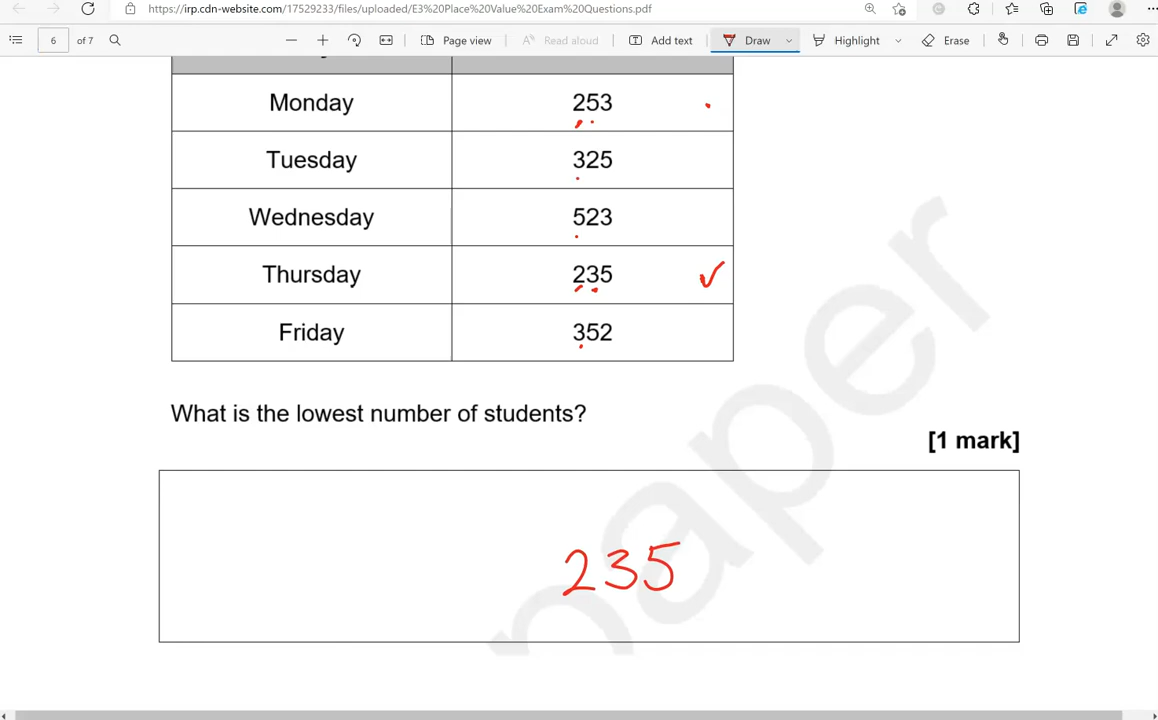 https://irp.cdn-website.com/17529233/files/uploaded/E3%20Place%20Value%20Exam%20Questions.pdf
6 of 7 Page view Read aloud Add text Draw Highlight Erase
Monday 253
Tuesday 325
Wednesday 523
Thursday 235
Friday 352
What is the lowest number of students?
[1 mark]
235